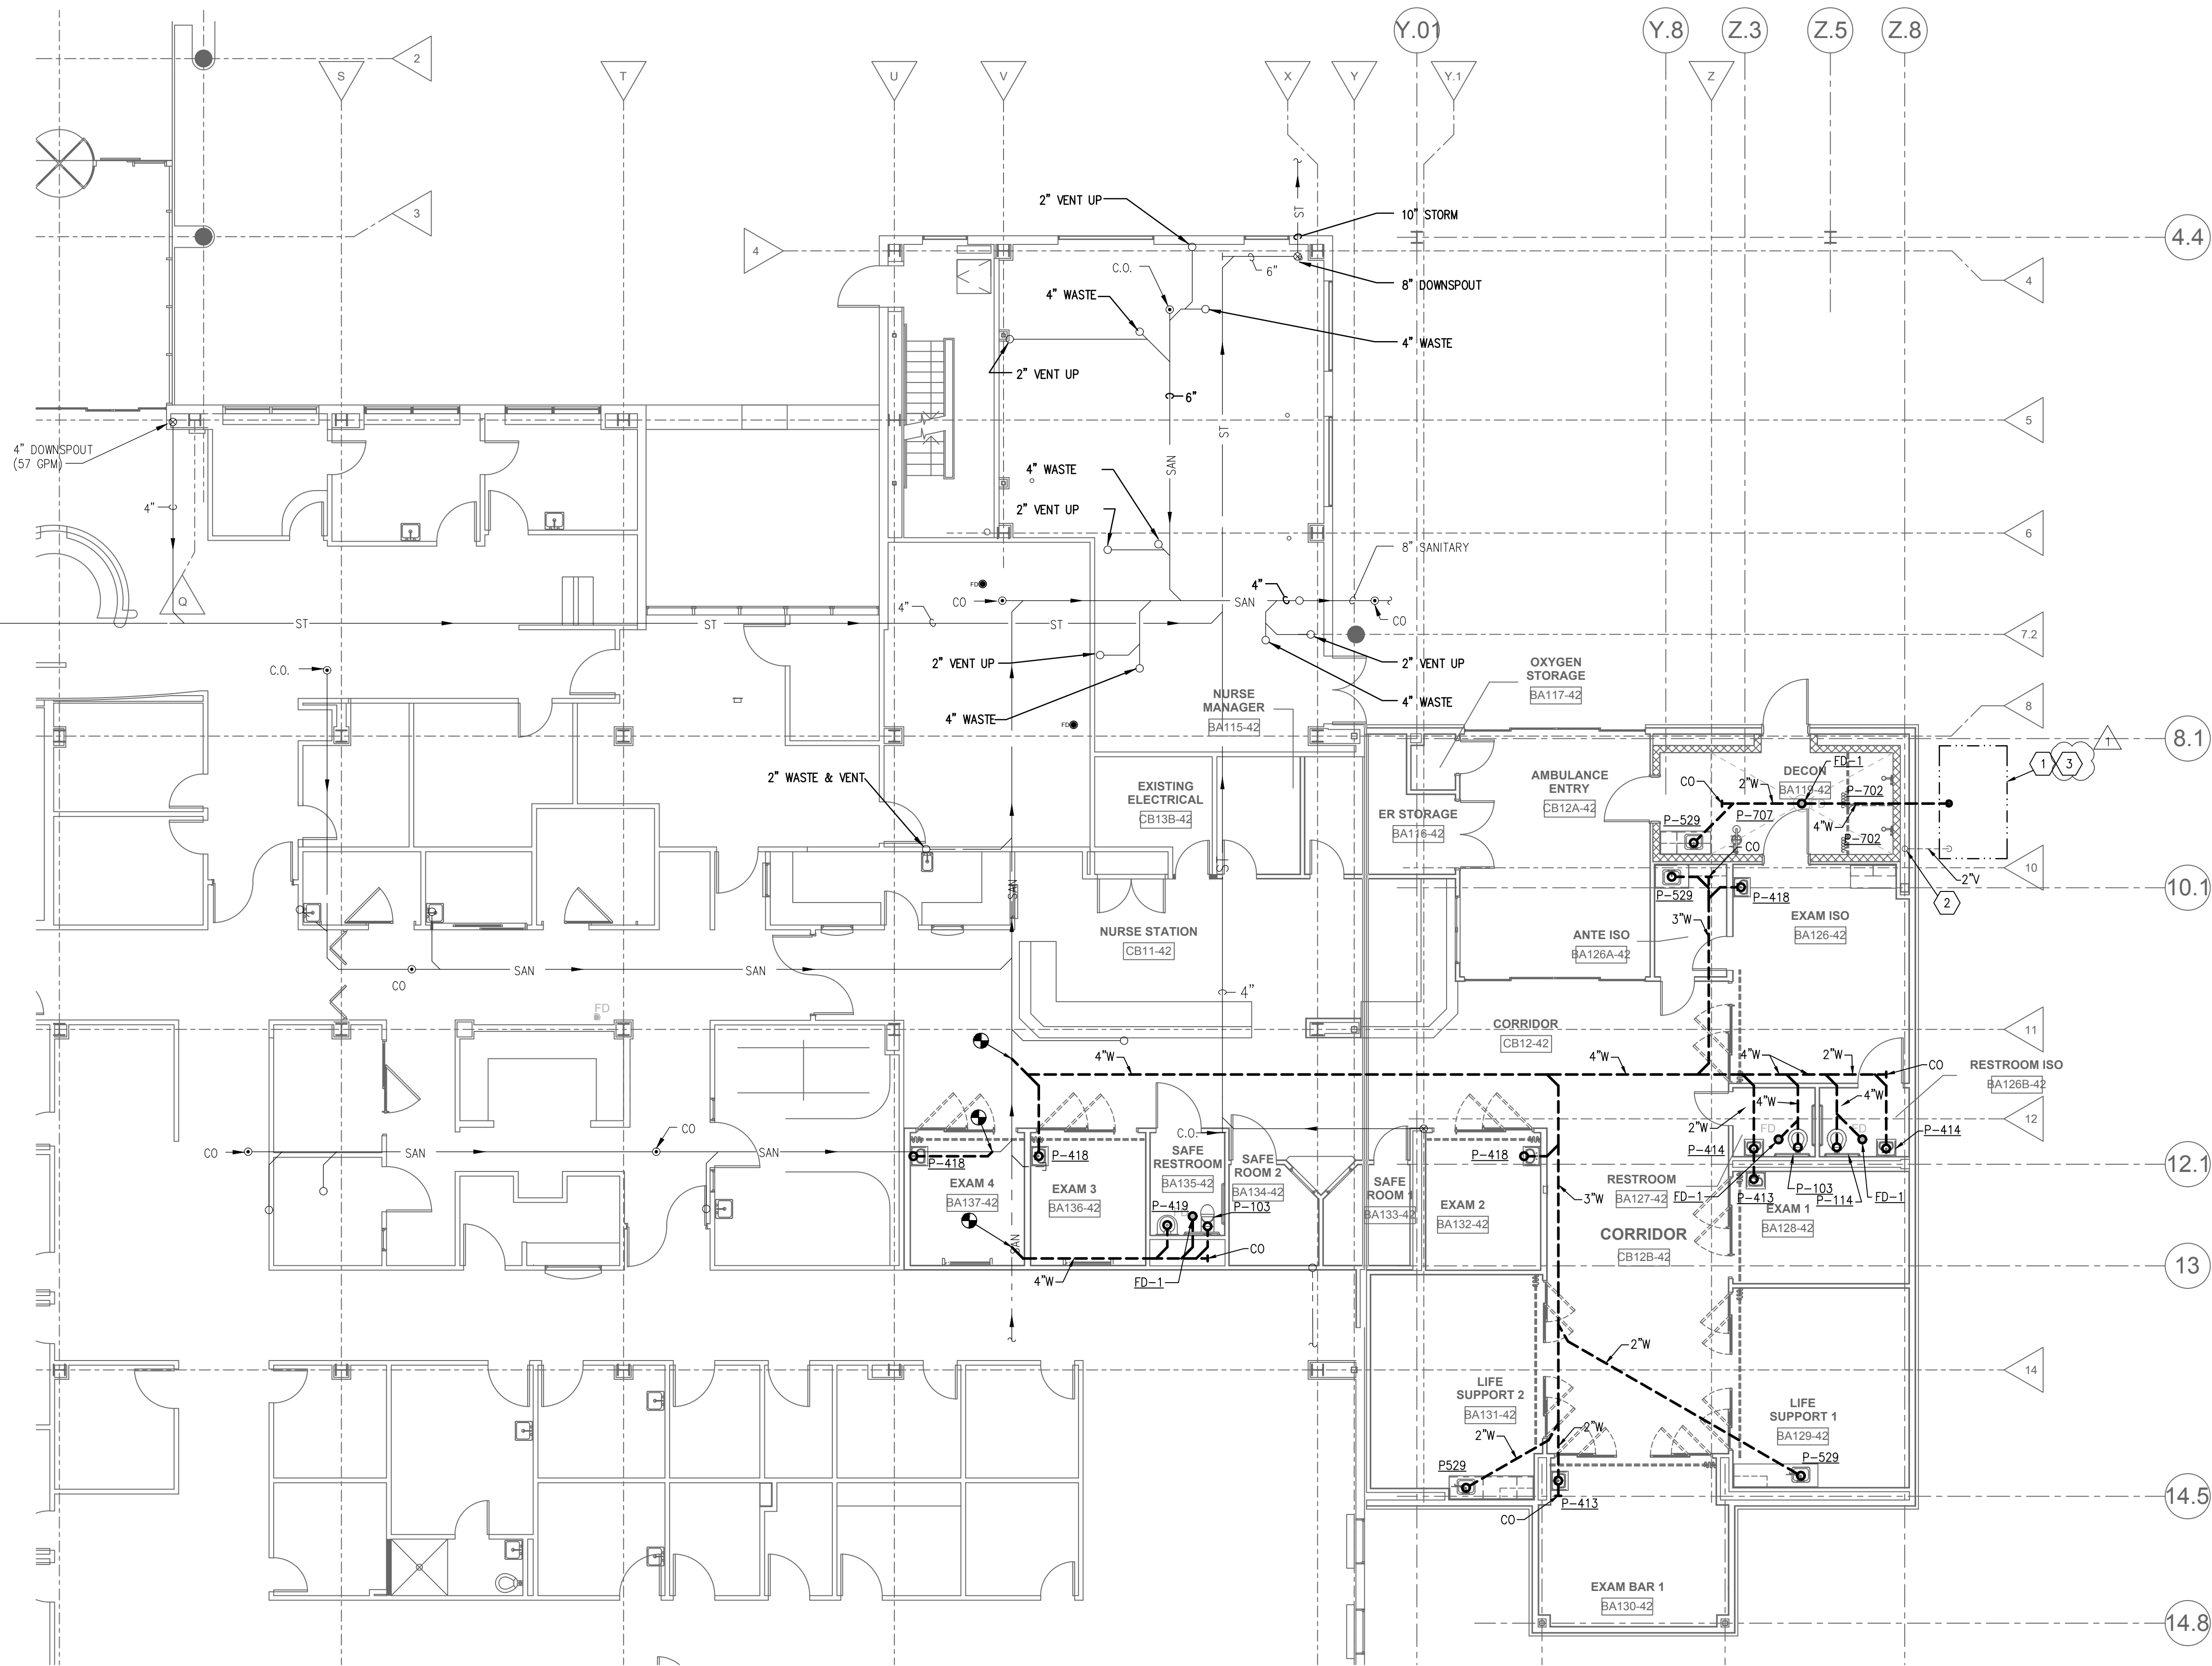 Y.01
Y.8
Z.3
Z.5
Z.8
2
S
T
U
V
X
Y
Y.1
Z
3
2” VENT UP
10” STORM
ST
4
4.4
C.O.
6”
4
4” WASTE
8” DOWNSPOUT
4” WASTE
2” VENT UP
6”
5
ST
4” DOWNSPOUT
(57 GPM)
4” WASTE
SAN
4”
2” VENT UP
6
8” SANITARY
FD
4”
Q
CO
SAN
4”
CO
ST
ST
ST
7.2
2” VENT UP
2” VENT UP
OXYGEN
STORAGE
BA117-42
C.O.
NURSE
MANAGER
BA115-42
4” WASTE
4” WASTE
FD
8
8.1
1
3
1
2” WASTE & VENT
EXISTING
ELECTRICAL
CB13B-42
AMBULANCE
ENTRY
CB12A-42
DECON
BA119-42
FD-1
CO
2”W
P-702
ER STORAGE
BA116-42
P-529
P-707
4”W
P-702
CO
ST
10
2”V
SAN
P-529
P-418
10.1
2
3”W
EXAM ISO
BA126-42
NURSE STATION
CB11-42
ANTE ISO
BA126A-42
SAN
SAN
CO
4”
FD
CORRIDOR
CB12-42
11
4”W
4”W
4”W
2”W
CO
RESTROOM ISO
BA126B-42
4”W
4”W
12
2”W
FD
FD
CO
CO
SAN
SAN
C.O.
P-414
P-414
P-418
P-418
P-418
SAFE
RESTROOM
BA135-42
SAFE
ROOM 2
BA134-42
12.1
EXAM 4
BA137-42
EXAM 3
BA136-42
SAFE
ROOM 1
BA133-42
EXAM 2
BA132-42
3”W
RESTROOM
BA127-42
FD-1
P-413
P-103
P-114
FD-1
P-419
P-103
EXAM 1
BA128-42
CORRIDOR
CB12B-42
SAN
CO
13
4”W
FD-1
2”W
14
LIFE
SUPPORT 2
BA131-42
LIFE
SUPPORT 1
BA129-42
2”W
2”W
P529
P-529
P-413
14.5
CO
EXAM BAR 1
BA130-42
14.8